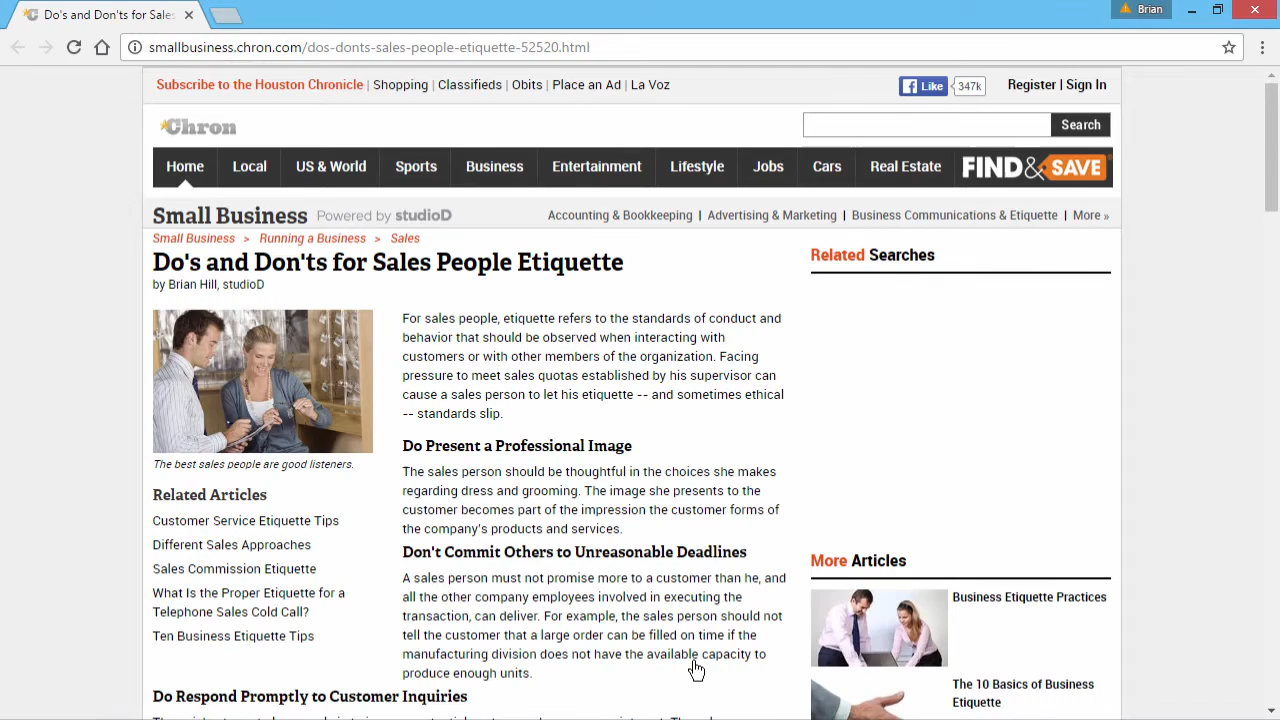 Do's and Don'ts for Sales
Brian
smallbusiness.chron.com/dos-donts-sales-people-etiquette-52520.html
Subscribe to the Houston Chronicle | Shopping | Classifieds | Obits | Place an Ad | La Voz
Like 347k
Register | Sign In
Chron
Search
Home Local US & World Sports Business Entertainment Lifestyle Jobs Cars Real Estate FIND & SAVE
Small Business Powered by studioD
Accounting & Bookkeeping | Advertising & Marketing | Business Communications & Etiquette | More »
Small Business > Running a Business > Sales
Do's and Don'ts for Sales People Etiquette
by Brian Hill, studioD
The best sales people are good listeners.
Related Articles
Customer Service Etiquette Tips
Different Sales Approaches
Sales Commission Etiquette
What Is the Proper Etiquette for a
Telephone Sales Cold Call?
Ten Business Etiquette Tips
For sales people, etiquette refers to the standards of conduct and
behavior that should be observed when interacting with
customers or with other members of the organization. Facing
pressure to meet sales quotas established by his supervisor can
cause a sales person to let his etiquette -- and sometimes ethical
-- standards slip.
Do Present a Professional Image
The sales person should be thoughtful in the choices she makes
regarding dress and grooming. The image she presents to the
customer becomes part of the impression the customer forms of
the company's products and services.
Don't Commit Others to Unreasonable Deadlines
A sales person must not promise more to a customer than he, and
all the other company employees involved in executing the
transaction, can deliver. For example, the sales person should not
tell the customer that a large order can be filled on time if the
manufacturing division does not have the available capacity to
produce enough units.
Do Respond Promptly to Customer Inquiries
Related Searches
More Articles
Business Etiquette Practices
The 10 Basics of Business
Etiquette